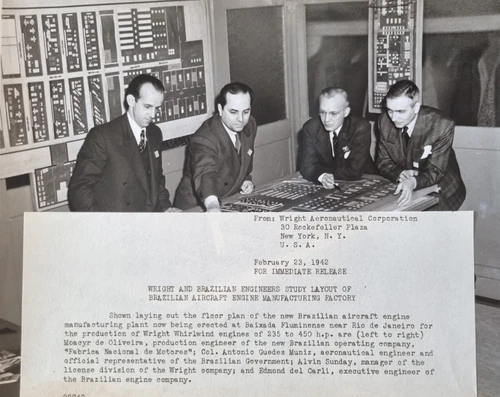 From: Wright Aeronautical Corporation
30 Rockefeller Plaza
New York, N. Y.
U. S. A.
February 23, 1942
FOR IMMEDIATE RELEASE
WRIGHT AND BRAZILIAN ENGINEERS STUDY LAYOUT OF
BRAZILIAN AIRCRAFT ENGINE MANUFACTURING FACTORY
Shown laying out the floor plan of the new Brazilian aircraft engine
manufacturing plant now being erected at Baixada Fluminense near Rio de Janeiro for
the production of Wright Whirlwind engines of 235 to 450 h.p. are (left to right)
Moacyr de Oliveira, production engineer of the new Brazilian operating company,
"Fabrica Nacional de Motores"; Col. Antonio Guedes Muniz, aeronautical engineer and
official representative of the Brazilian Government; Alvin Sunday, manager of the
license division of the Wright company; and Edmond del Carli, executive engineer of
the Brazilian engine company.